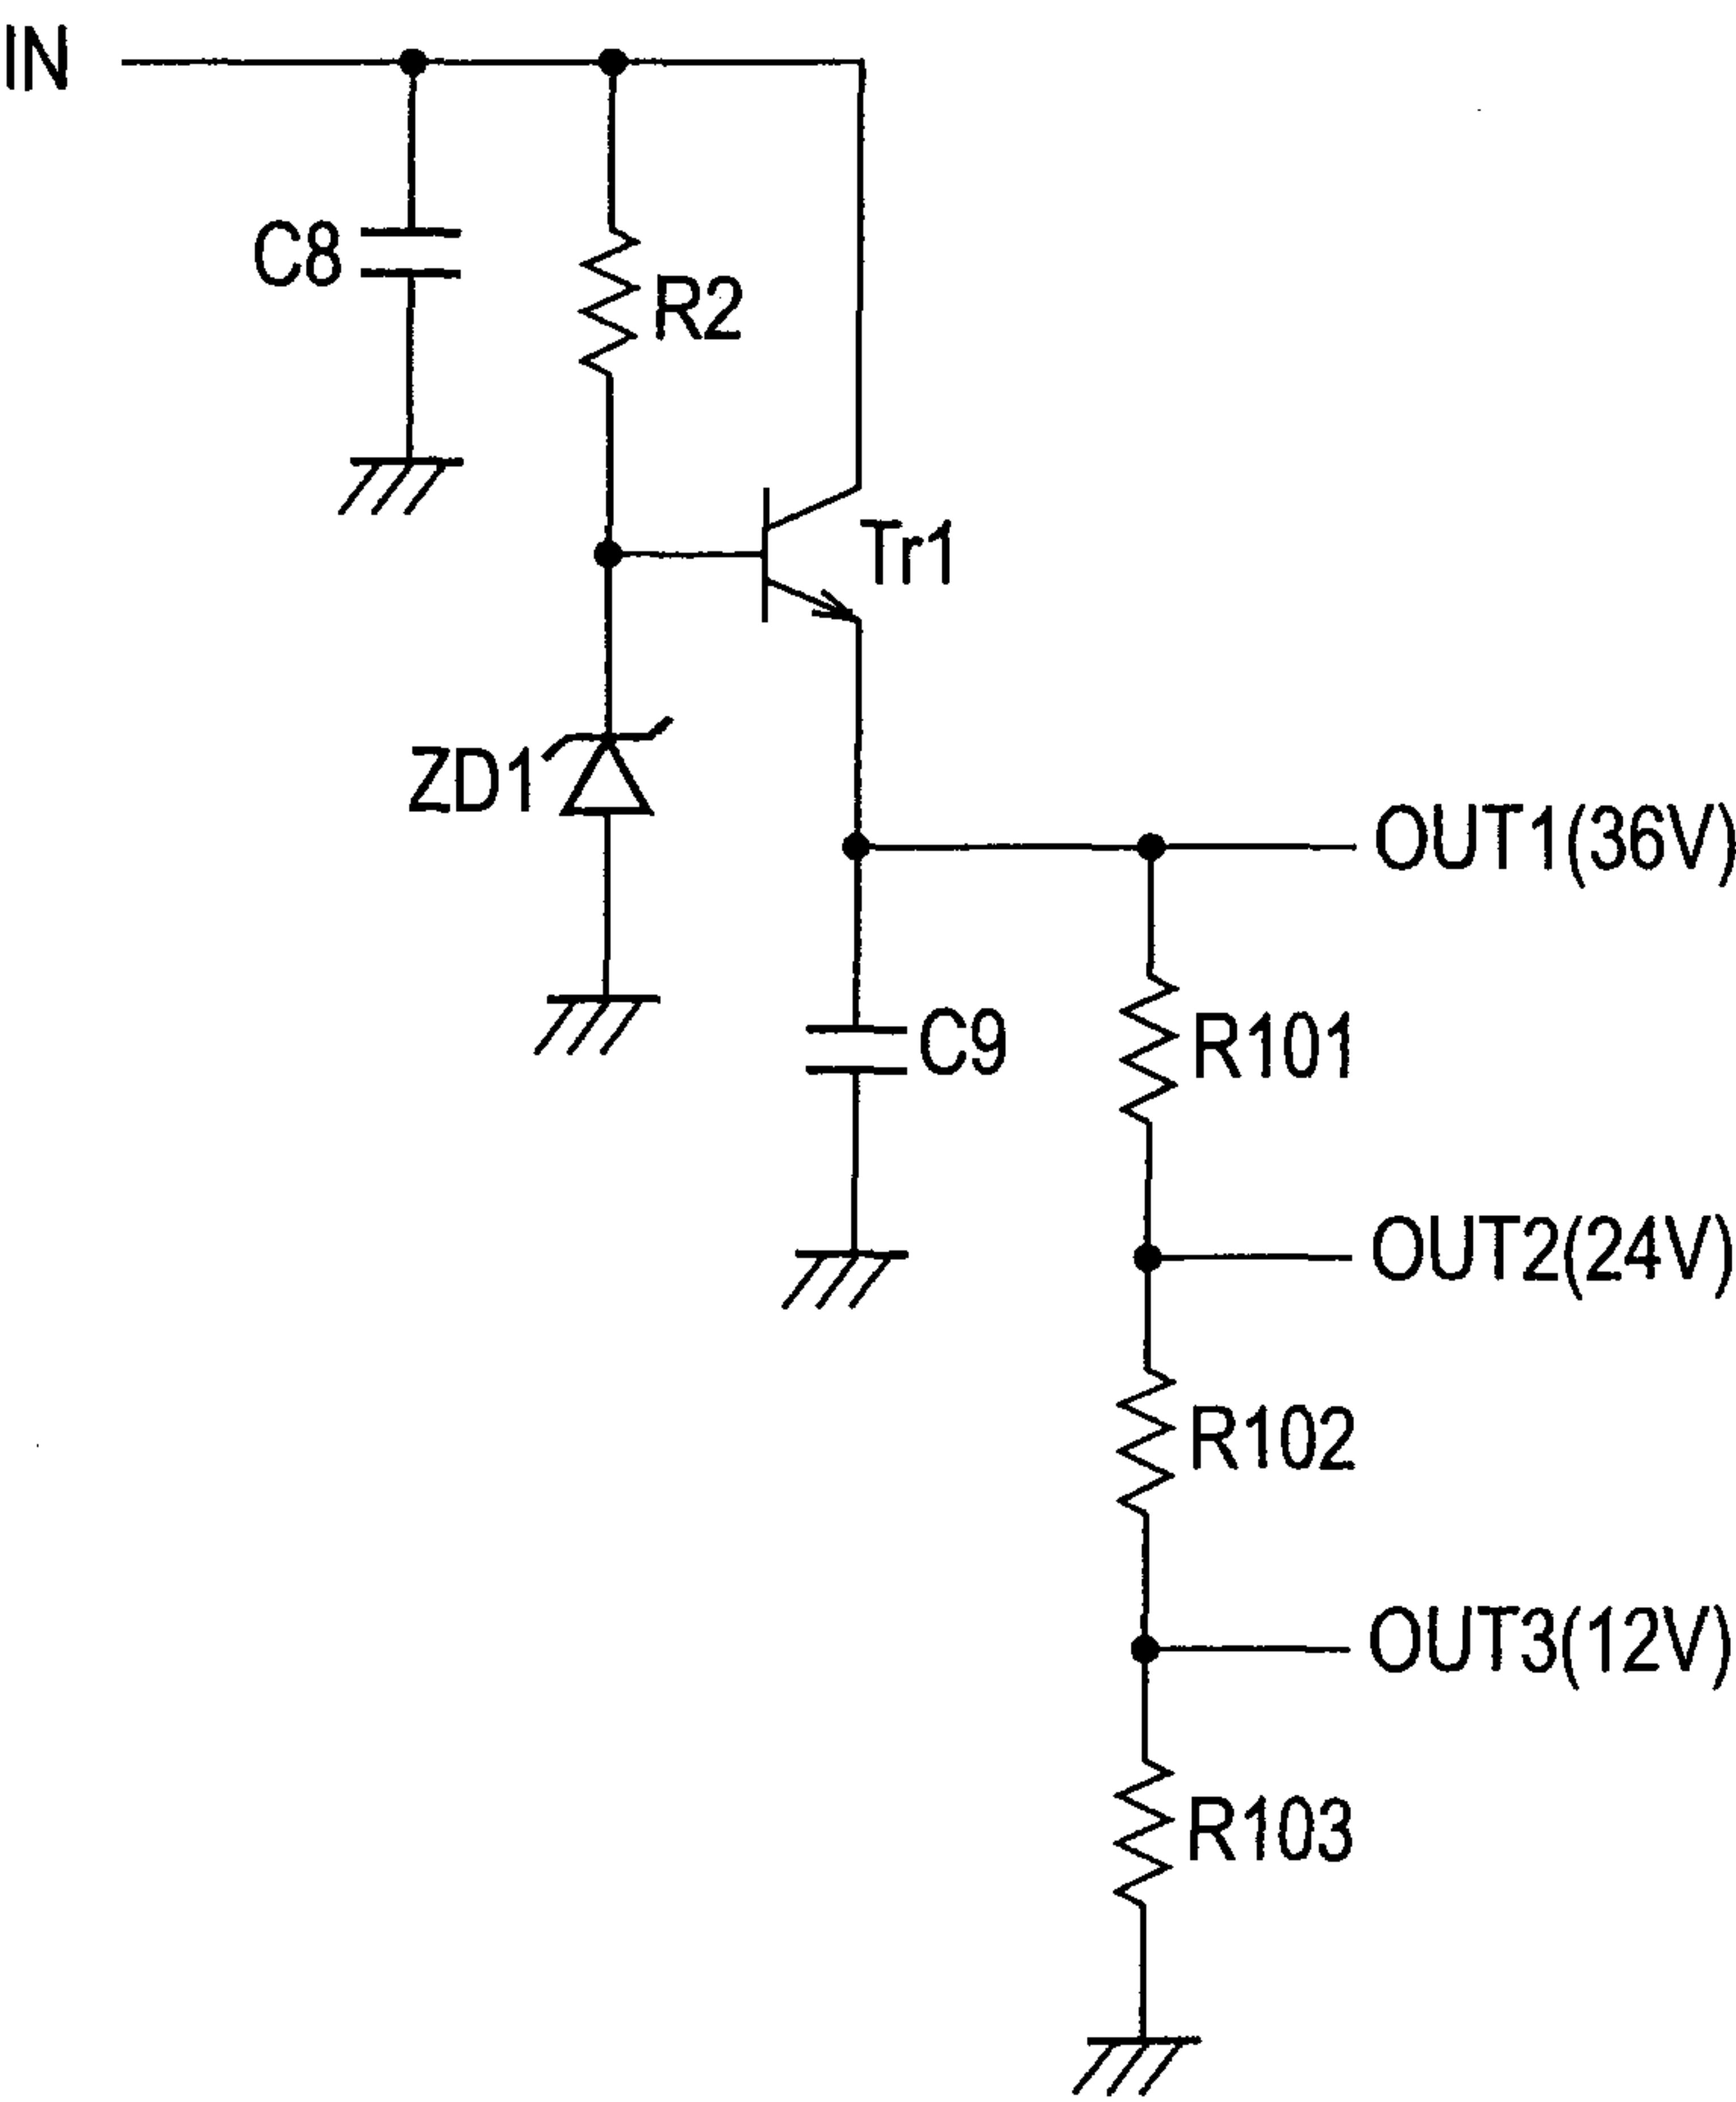 IN
C8
R2
Tr1
ZD1
OUT1(36V)
C9
R101
OUT2(24V)
R102
OUT3(12V)
R103